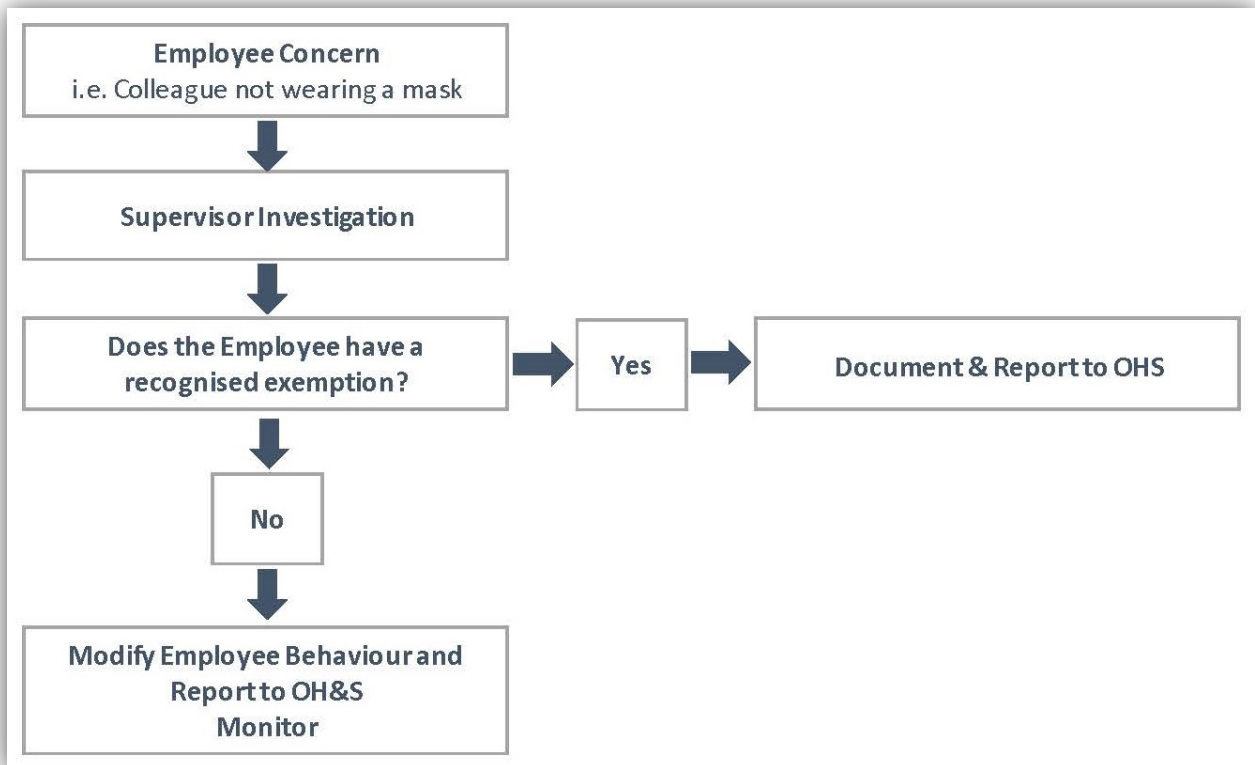 Employee Concern
i.e. Colleague not wearing a mask
Supervisor Investigation
Does the Employee have a
recognised exemption?
Yes
Document & Report to OHS
No
Modify Employee Behaviour and
Report to OH&S
Monitor